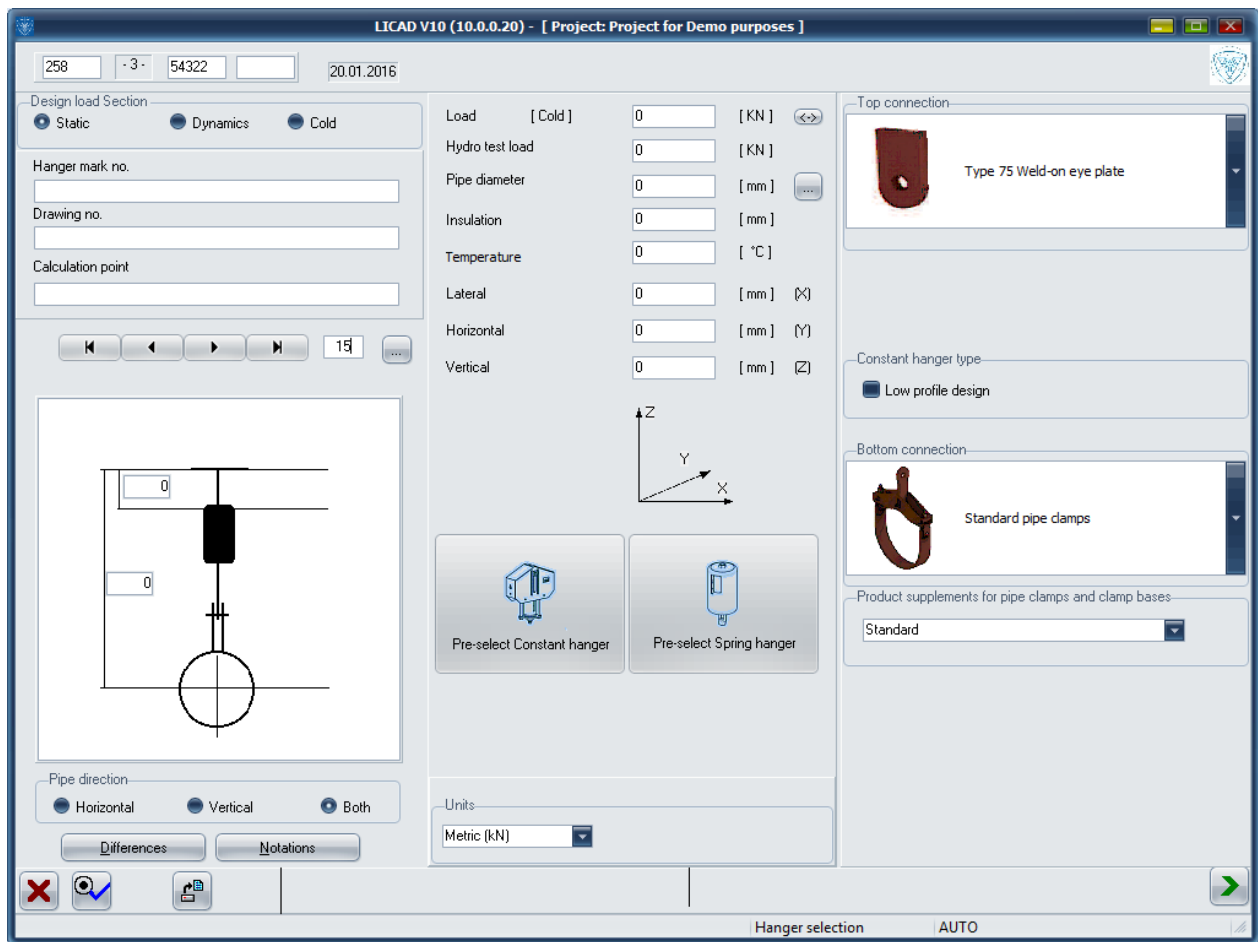 LICAD V10 (10.0.0.20) - [ Project: Project for Demo purposes ]
258 - 3 - 54322 20.01.2016
Design load Section
Static Dynamics Cold
Hanger mark no.
Drawing no.
Calculation point
15 ...
0
0
Pipe direction
Horizontal Vertical Both
Differences Notations
Load [ Cold ] 0 [ KN ] <->
Hydro test load 0 [ KN ]
Pipe diameter 0 [ mm ] ...
Insulation 0 [ mm ]
Temperature 0 [ °C ]
Lateral 0 [ mm ] (X)
Horizontal 0 [ mm ] (Y)
Vertical 0 [ mm ] (Z)
Z
Y
X
Pre-select Constant hanger Pre-select Spring hanger
Units
Metric (kN)
Top connection
Type 75 Weld-on eye plate
Constant hanger type
Low profile design
Bottom connection
Standard pipe clamps
Product supplements for pipe clamps and clamp bases
Standard
Hanger selection AUTO